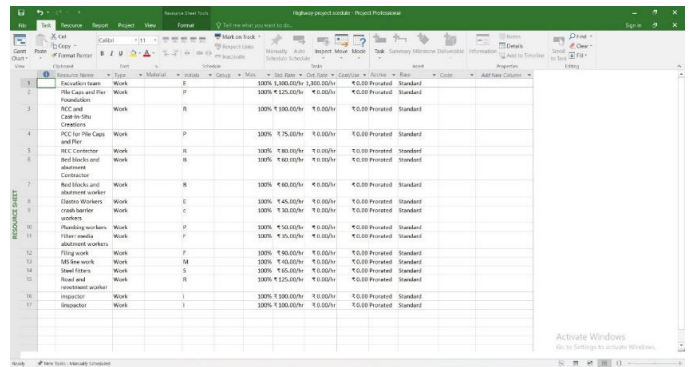 Resource Sheet Tools
Highway project scedule - Project Professional
File Task Resource Report Project View Format Tell me what you want to do... Sign in
Gantt Chart
Paste
Cut
Copy
Format Painter
Calibri 11
B I U
Mark on Track
Respect Links
Inactivate
Manually Schedule
Auto Schedule
Inspect Move Mode
Task Summary Milestone Deliverable
Information
Notes
Details
Add to Timeline
Scroll to Task
Find
Clear
Fill
View Clipboard Font Schedule Tasks Insert Properties Editing
Resource Name Type Material Initials Group Max. Std. Rate Ovt. Rate Cost/Use Accrue Base Code Add New Column
1 Excvation team Work E 100% 1,300.00/hr 1,300.00/hr ₹ 0.00 Prorated Standard
2 Pile Caps and Pier Foundation Work P 100% ₹ 125.00/hr ₹ 0.00/hr ₹ 0.00 Prorated Standard
3 RCC and Cast-In-Situ Creations Work R 100% ₹ 100.00/hr ₹ 0.00/hr ₹ 0.00 Prorated Standard
4 PCC for Pile Caps and Pier Work P 100% ₹ 75.00/hr ₹ 0.00/hr ₹ 0.00 Prorated Standard
5 RCC Contrctor Work R 100% ₹ 80.00/hr ₹ 0.00/hr ₹ 0.00 Prorated Standard
6 Bed blocks and abutment Contractor Work B 100% ₹ 60.00/hr ₹ 0.00/hr ₹ 0.00 Prorated Standard
7 Bed blocks and abutment worker Work B 100% ₹ 60.00/hr ₹ 0.00/hr ₹ 0.00 Prorated Standard
8 Elastro Workers Work E 100% ₹ 45.00/hr ₹ 0.00/hr ₹ 0.00 Prorated Standard
9 crash barrier workers Work c 100% ₹ 30.00/hr ₹ 0.00/hr ₹ 0.00 Prorated Standard
10 Plumbing workers Work P 100% ₹ 50.00/hr ₹ 0.00/hr ₹ 0.00 Prorated Standard
11 Filterr media abutment workers Work F 100% ₹ 35.00/hr ₹ 0.00/hr ₹ 0.00 Prorated Standard
12 Filing work Work F 100% ₹ 90.00/hr ₹ 0.00/hr ₹ 0.00 Prorated Standard
13 MS line work Work M 100% ₹ 40.00/hr ₹ 0.00/hr ₹ 0.00 Prorated Standard
14 Steel Fitters Work S 100% ₹ 65.00/hr ₹ 0.00/hr ₹ 0.00 Prorated Standard
15 Road and revetment worker Work R 100% ₹ 125.00/hr ₹ 0.00/hr ₹ 0.00 Prorated Standard
16 inspactor Work i 100% ₹ 100.00/hr ₹ 0.00/hr ₹ 0.00 Prorated Standard
17 Iinspactor Work I 100% ₹ 100.00/hr ₹ 0.00/hr ₹ 0.00 Prorated Standard
RESOURCE SHEET
Activate Windows
Go to Settings to activate Windows.
Ready New Tasks : Manually Scheduled